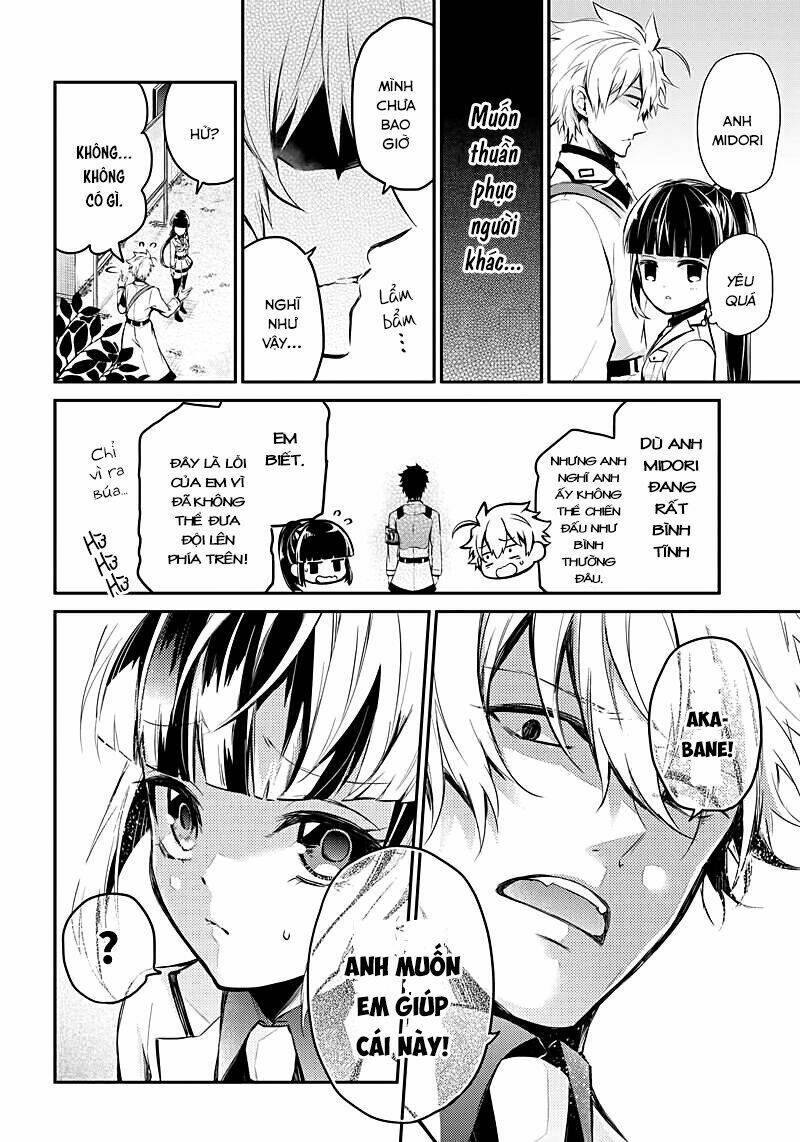 ANH
MIDORI
YÊU
QUÁ
Muốn
thuần
phục
người
khác...
MÌNH
CHƯA
BAO
GIỜ
Lẩm
bẩm
...
NGHĨ
NHƯ
VẬY...
HỬ?
KHÔNG...
KHÔNG
CÓ GÌ.
DÙ ANH
MIDORI
ĐANG
RẤT
BÌNH
TĨNH
NHƯNG ANH
NGHĨ ANH
ẤY KHÔNG
THỂ CHIẾN
ĐẤU NHƯ
BÌNH
THƯỜNG
ĐÂU.
EM
BIẾT.
ĐÂY LÀ LỖI
CỦA EM VÌ
ĐÃ KHÔNG
THỂ ĐƯA
ĐỘI LÊN
PHÍA TRÊN!
Chỉ
vì ra
búa...
Hờ
Hờ
Hờ
AKA-
BANE!
ANH MUỐN
EM GIÚP
CÁI NÀY!
?